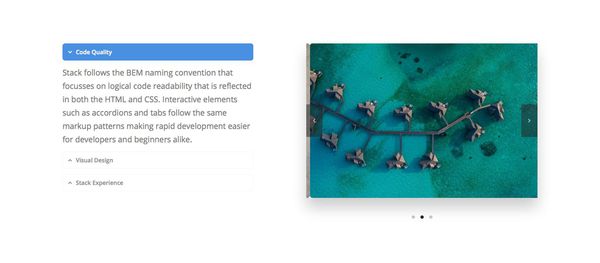 Code Quality
Stack follows the BEM naming convention that
focusses on logical code readability that is reflected
in both the HTML and CSS. Interactive elements
such as accordions and tabs follow the same
markup patterns making rapid development easier
for developers and beginners alike.
Visual Design
Stack Experience